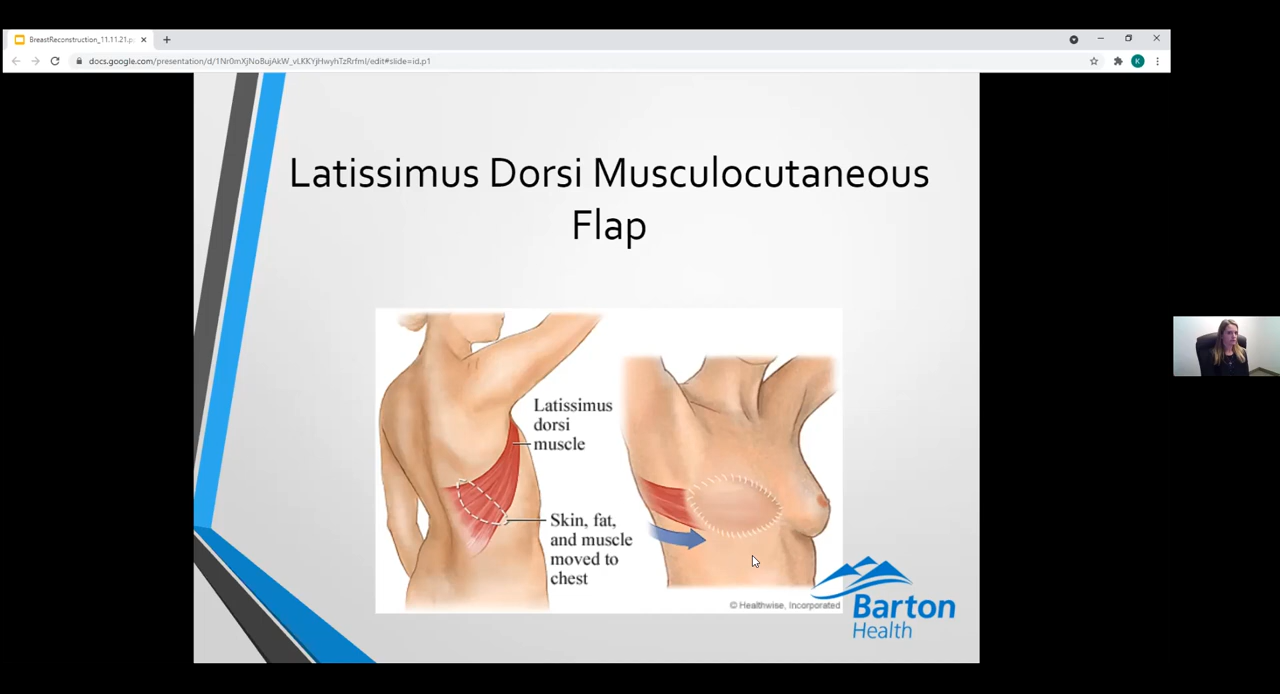 BreastReconstruction_11.11.21.p
docs.google.com/presentation/d/1Nr0mXjNoBujAkW_vLKKYjHwyhTzRrfmI/edit#slide=id.p1
K
Latissimus Dorsi Musculocutaneous
Flap
Latissimus
dorsi
muscle
Skin, fat,
and muscle
moved to
chest
© Healthwise, Incorporated
Barton
Health